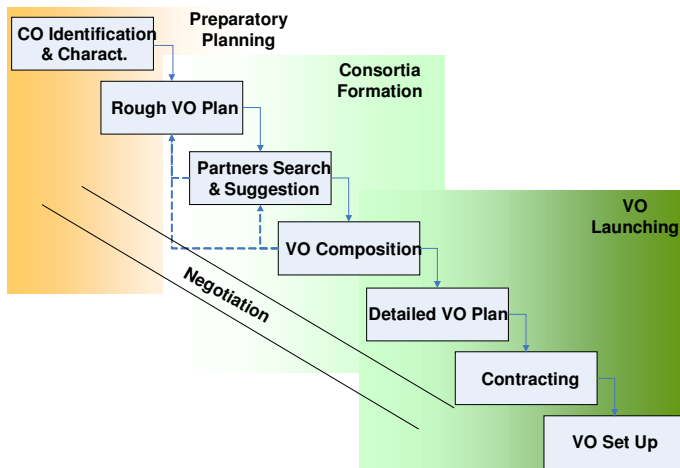 Preparatory
Planning
CO Identification
& Charact.
Consortia
Formation
Rough VO Plan
Partners Search
& Suggestion
VO
Launching
VO Composition
Negotiation
Detailed VO Plan
Contracting
VO Set Up